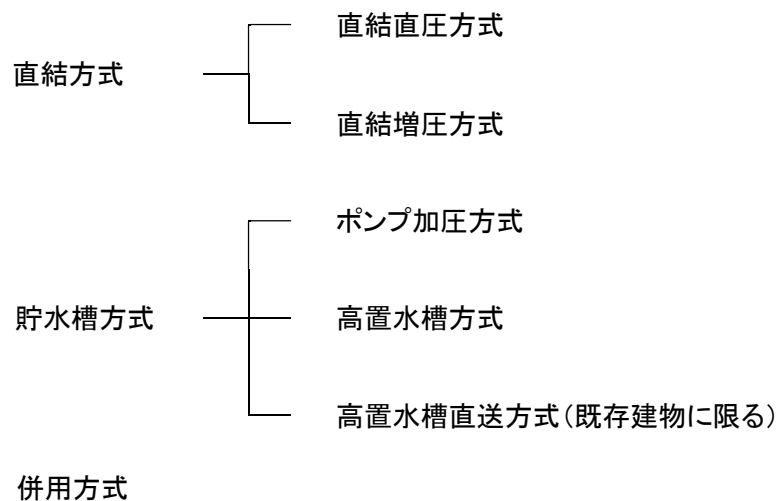 直結方式
直結直圧方式
直結増圧方式
貯水槽方式
ポンプ加圧方式
高置水槽方式
高置水槽直送方式（既存建物に限る）
併用方式